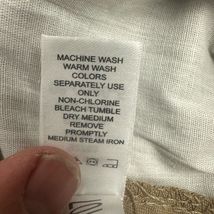 MACHINE WASH
WARM WASH
COLORS
SEPARATELY USE
ONLY
NON-CHLORINE
BLEACH TUMBLE
DRY MEDIUM
REMOVE
PROMPTLY
MEDIUM STEAM IRON